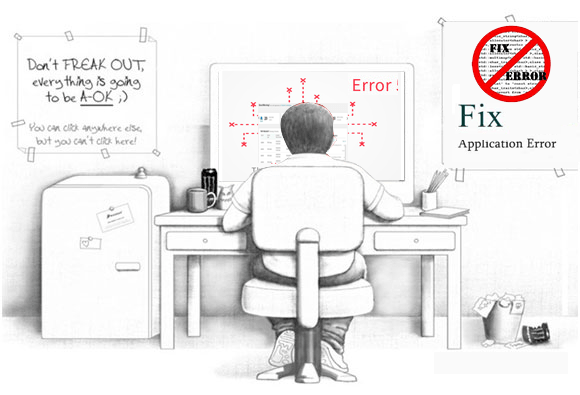 Don't FREAK OUT,
everything is going
to be A-OK ;)
You can click anywhere else,
but you can't click here!
Error :
FIX
ERROR
Fix
Application Error